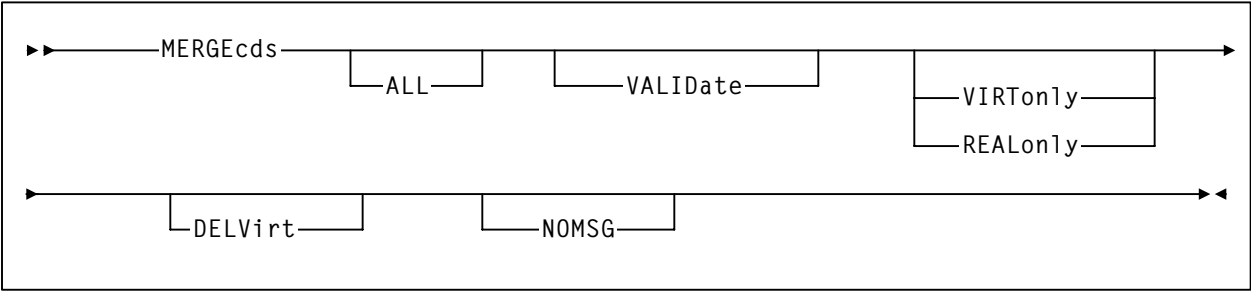 MERGEcds
ALL
VALIDate
VIRTonly
REALonly
DELVirt
NOMSG